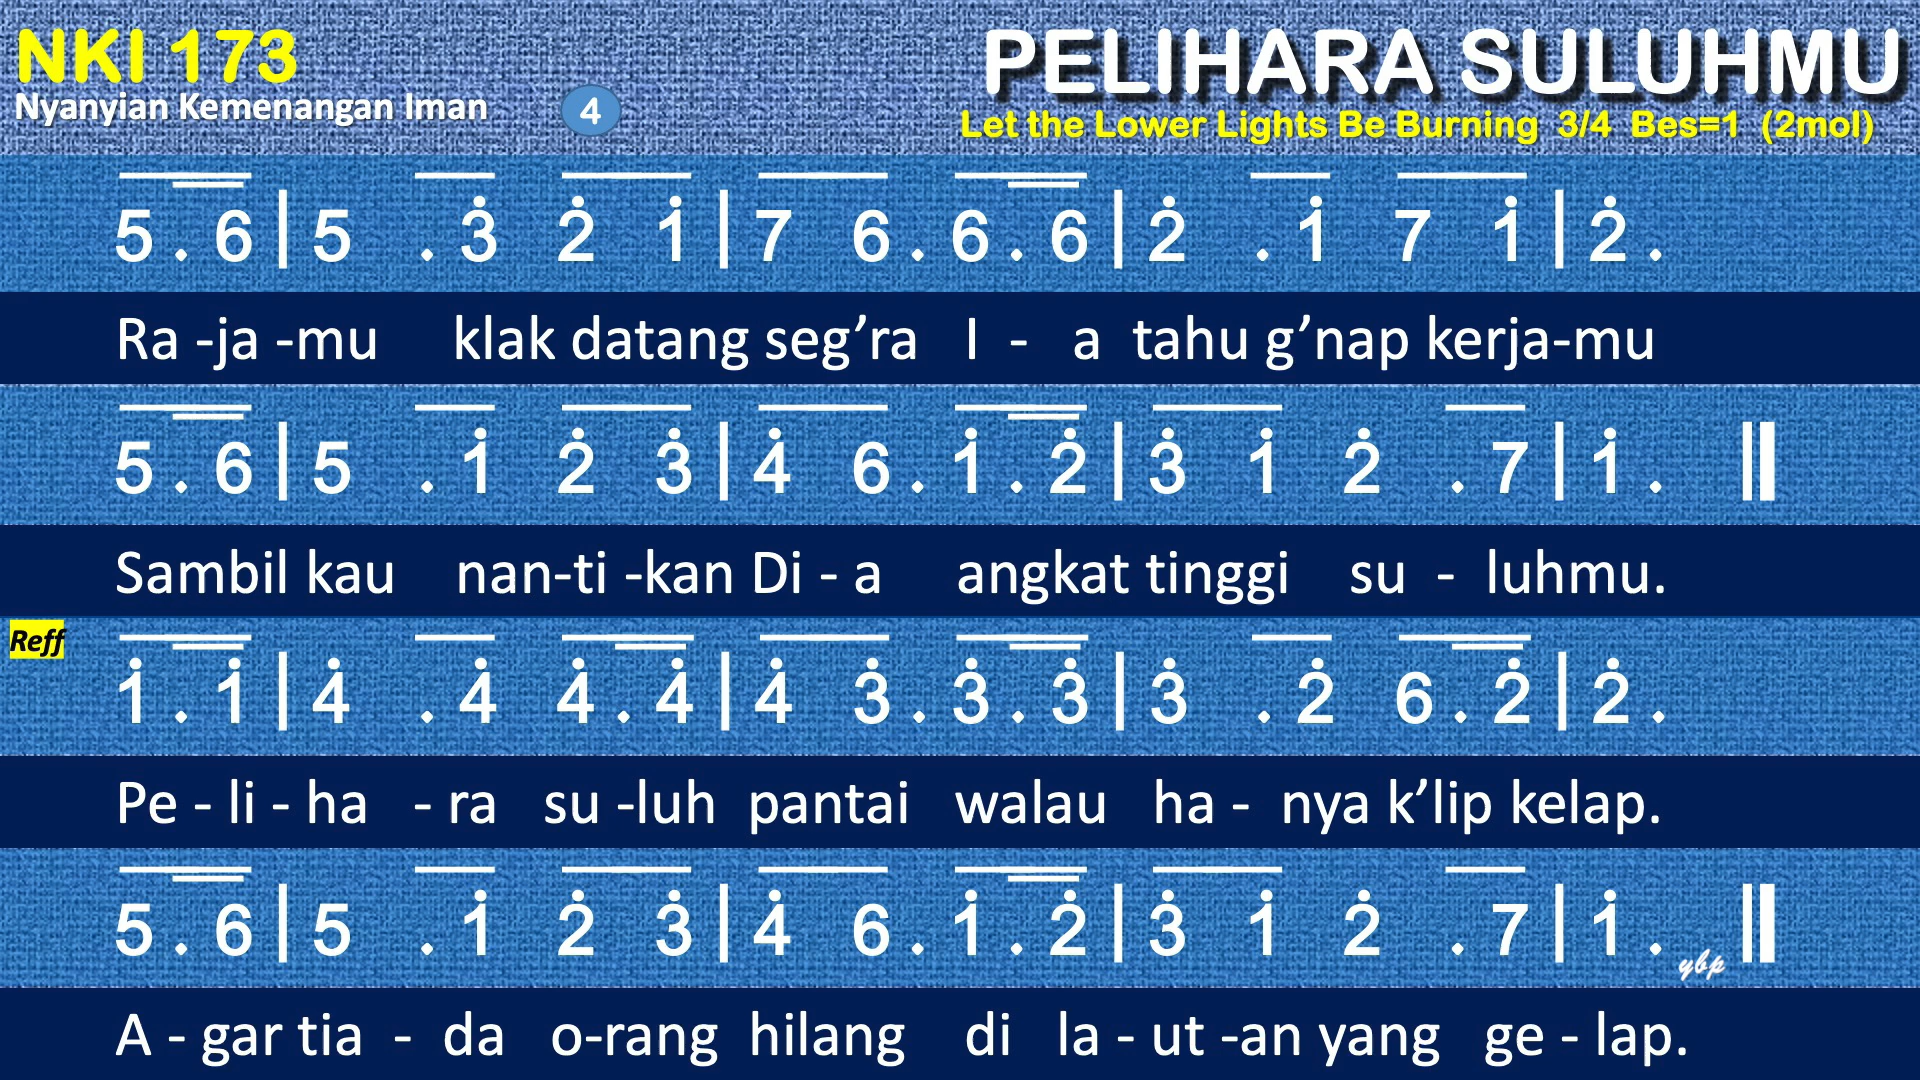 NKI 173
PELIHARA SULUHMU
Nyanyian Kemenangan Iman
4
Let the Lower Lights Be Burning 3/4 Bes=1 (2mol)
5 . 6 | 5 . 3̇ 2̇ 1̇ | 7 6 . 6 . 6 | 2̇ . 1̇ 7 1̇ | 2̇ .
Ra -ja -mu klak datang seg’ra I - a tahu g’nap kerja-mu
5 . 6 | 5 . 1̇ 2̇ 3̇ | 4̇ 6 . 1̇ . 2̇ | 3̇ 1̇ 2̇ . 7 | 1̇ . ||
Sambil kau nan-ti -kan Di - a angkat tinggi su - luhmu.
Reff
1̇ . 1̇ | 4̇ . 4̇ 4̇ . 4̇ | 4̇ 3̇ . 3̇ . 3̇ | 3̇ . 2̇ 6 . 2̇ | 2̇ .
Pe - li - ha - ra su -luh pantai walau ha - nya k’lip kelap.
5 . 6 | 5 . 1̇ 2̇ 3̇ | 4̇ 6 . 1̇ . 2̇ | 3̇ 1̇ 2̇ . 7 | 1̇ . ||
ybp
A - gar tia - da o-rang hilang di la - ut -an yang ge - lap.